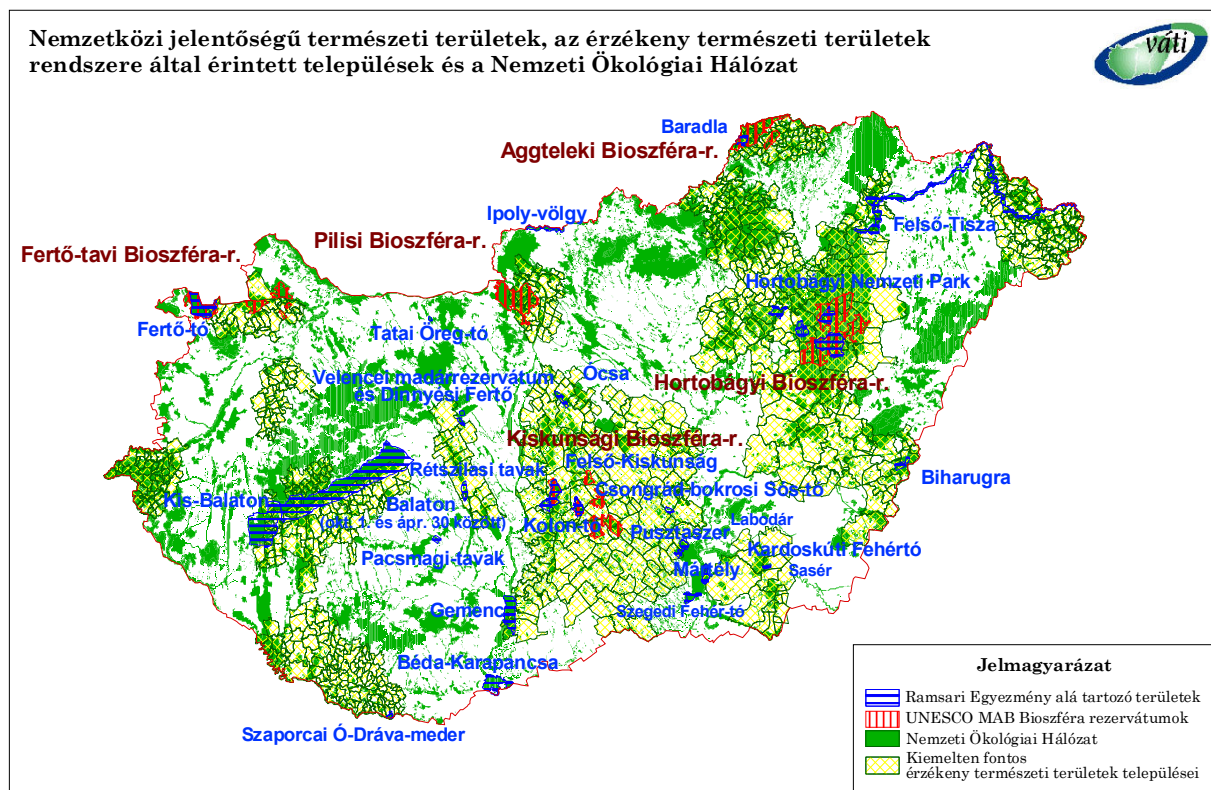 Nemzetközi jelentőségű természeti területek, az érzékeny természeti területek
rendszere által érintett települések és a Nemzeti Ökológiai Hálózat
váti
Baradla
Aggteleki Bioszféra-r.
Ipoly-völgy
Pilisi Bioszféra-r.
Felső-Tisza
Fertő-tavi Bioszféra-r.
Hortobágyi Nemzeti Park
Fertő-tó
Tatai Öreg-tó
Velencei madárrezervátum
és Dinnyési Fertő
Ócsa
Hortobágyi Bioszféra-r.
Kiskunsági Bioszféra-r.
Felső-Kiskunság
Rétszilasi tavak
Biharugra
Kis-Balaton
Balaton
(okt. 1. és ápr. 30 között)
Csongrád-bokrosi Sós-tó
Kolon-tó
Labodár
Pusztaszer
Kardoskúti Fehértó
Pacsmagi-tavak
Mártély
Sasér
Gemenc
Szegedi Fehér-tó
Béda-Karapancsa
Szaporcai Ó-Dráva-meder
Jelmagyarázat
Ramsari Egyezmény alá tartozó területek
UNESCO MAB Bioszféra rezervátumok
Nemzeti Ökológiai Hálózat
Kiemelten fontos
érzékeny természeti területek települései